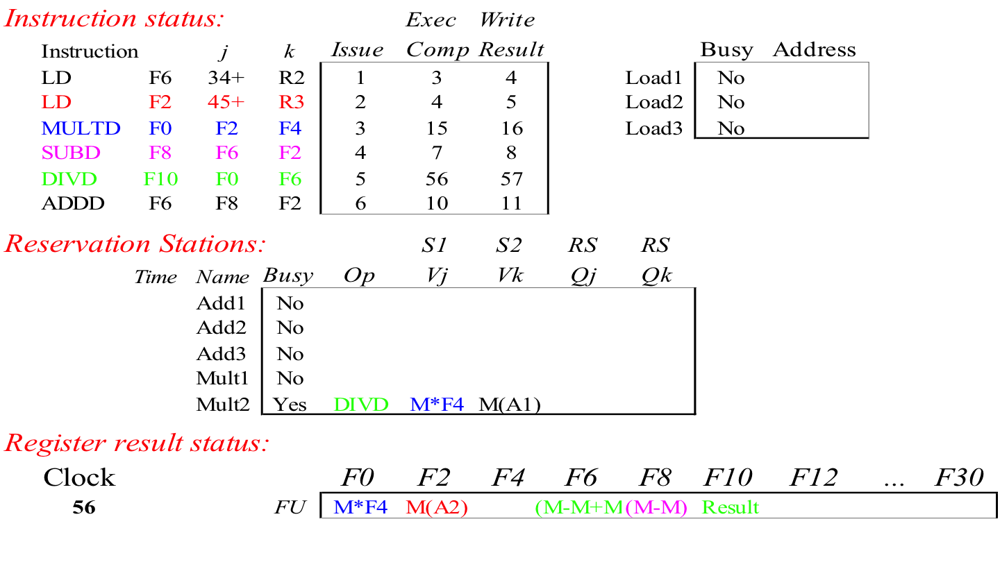 Instruction status: Exec Write
Instruction j k Issue Comp Result Busy Address
LD F6 34+ R2 1 3 4 Load1 No
LD F2 45+ R3 2 4 5 Load2 No
MULTD F0 F2 F4 3 15 16 Load3 No
SUBD F8 F6 F2 4 7 8
DIVD F10 F0 F6 5 56 57
ADDD F6 F8 F2 6 10 11
Reservation Stations: S1 S2 RS RS
Time Name Busy Op Vj Vk Qj Qk
Add1 No
Add2 No
Add3 No
Mult1 No
Mult2 Yes DIVD M*F4 M(A1)
Register result status:
Clock F0 F2 F4 F6 F8 F10 F12 ... F30
56 FU M*F4 M(A2) (M-M+M (M-M) Result